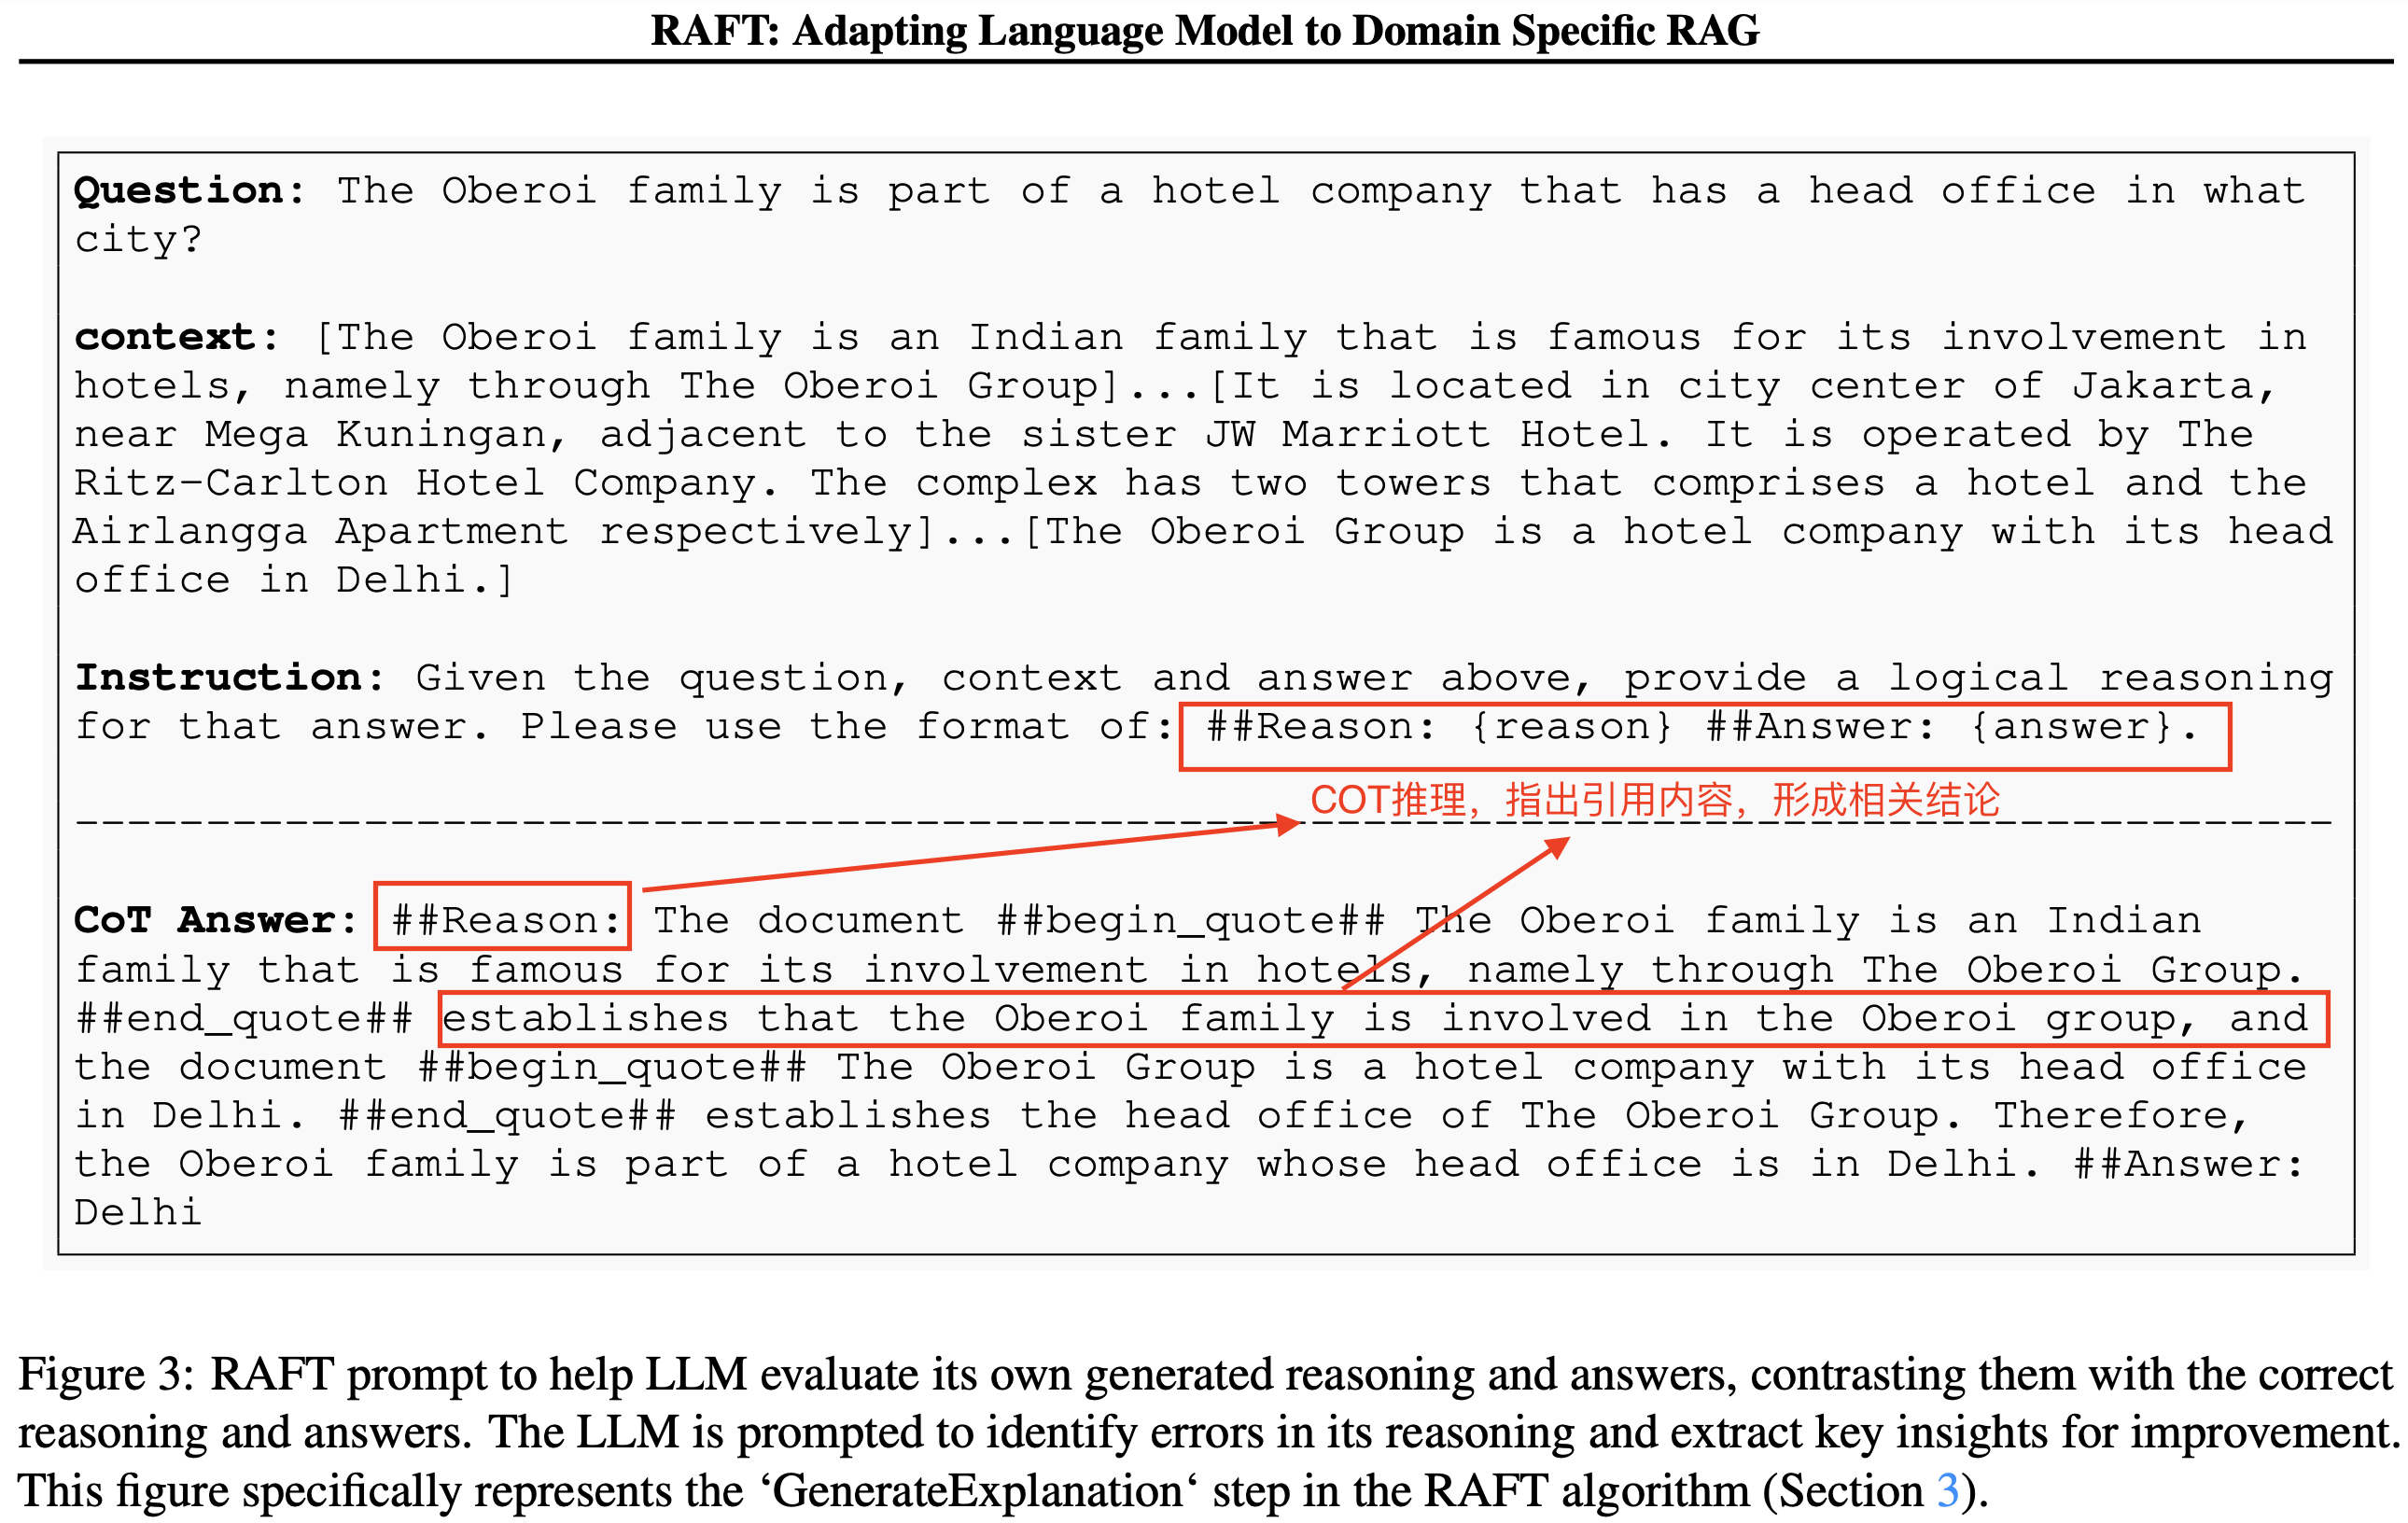 RAFT: Adapting Language Model to Domain Specific RAG
Question: The Oberoi family is part of a hotel company that has a head office in what
city?
context: [The Oberoi family is an Indian family that is famous for its involvement in
hotels, namely through The Oberoi Group]...[It is located in city center of Jakarta,
near Mega Kuningan, adjacent to the sister JW Marriott Hotel. It is operated by The
Ritz-Carlton Hotel Company. The complex has two towers that comprises a hotel and the
Airlangga Apartment respectively]...[The Oberoi Group is a hotel company with its head
office in Delhi.]
Instruction: Given the question, context and answer above, provide a logical reasoning
for that answer. Please use the format of: ##Reason: {reason} ##Answer: {answer}.
COT推理，指出引用内容，形成相关结论
CoT Answer: ##Reason: The document ##begin_quote## The Oberoi family is an Indian
family that is famous for its involvement in hotels, namely through The Oberoi Group.
##end_quote## establishes that the Oberoi family is involved in the Oberoi group, and
the document ##begin_quote## The Oberoi Group is a hotel company with its head office
in Delhi. ##end_quote## establishes the head office of The Oberoi Group. Therefore,
the Oberoi family is part of a hotel company whose head office is in Delhi. ##Answer:
Delhi
Figure 3: RAFT prompt to help LLM evaluate its own generated reasoning and answers, contrasting them with the correct
reasoning and answers. The LLM is prompted to identify errors in its reasoning and extract key insights for improvement.
This figure specifically represents the ‘GenerateExplanation‘ step in the RAFT algorithm (Section 3).